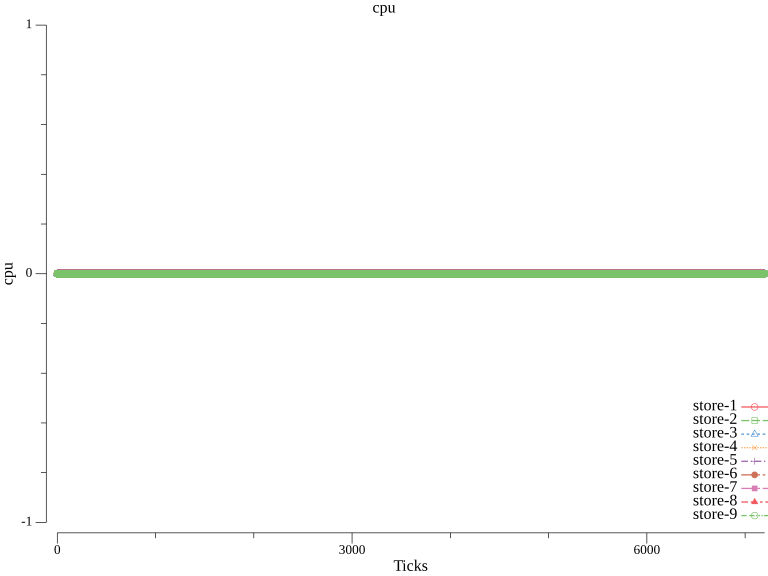 cpu
1
0
-1
cpu
store-1
store-2
store-3
store-4
store-5
store-6
store-7
store-8
store-9
0 3000 6000
Ticks